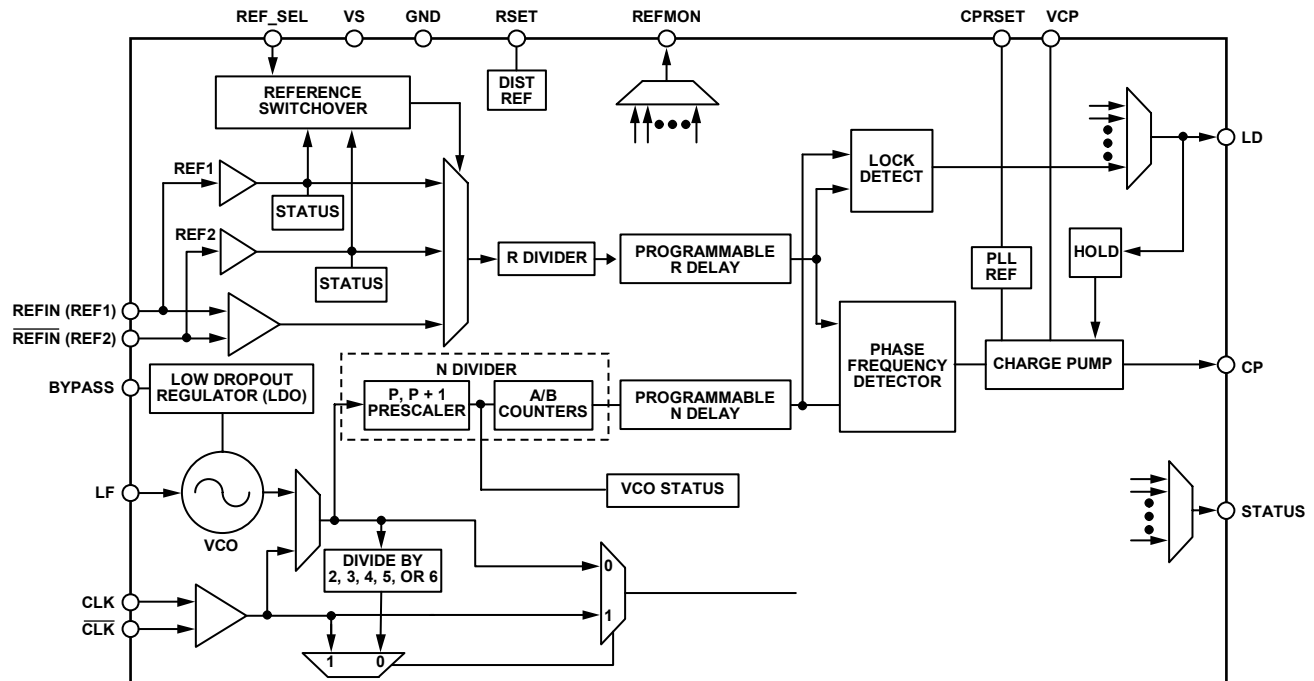 REF_SEL VS GND RSET REFMON CPRSET VCP
REFERENCE
SWITCHOVER
DIST
REF
LD
LOCK
DETECT
REF1
STATUS
REF2
STATUS
R DIVIDER
PROGRAMMABLE
R DELAY
PLL
REF
HOLD
REFIN (REF1)
REFIN (REF2)
PHASE
FREQUENCY
DETECTOR
CHARGE PUMP
CP
BYPASS
LOW DROPOUT
REGULATOR (LDO)
N DIVIDER
P, P + 1
PRESCALER
A/B
COUNTERS
PROGRAMMABLE
N DELAY
LF
VCO
VCO STATUS
STATUS
DIVIDE BY
2, 3, 4, 5, OR 6
0
1
CLK
CLK
1 0